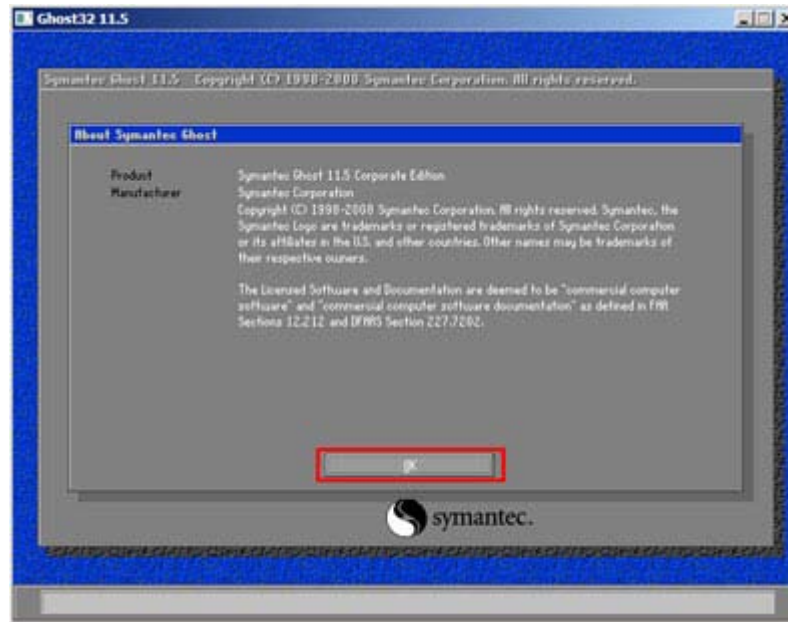 Ghost32 11.5
Symantec Ghost 11.5 Copyright (C) 1998-2008 Symantec Corporation. All rights reserved.
About Symantec Ghost
Product Symantec Ghost 11.5 Corporate Edition
Manufacturer Symantec Corporation
Copyright (C) 1998-2008 Symantec Corporation. All rights reserved. Symantec, the
Symantec Logo are trademarks or registered trademarks of Symantec Corporation
or its affiliates in the U.S. and other countries. Other names may be trademarks of
their respective owners.
The Licensed Software and Documentation are deemed to be "commercial computer
software" and "commercial computer software documentation" as defined in FAR
Sections 12.212 and DFARS Section 227.7202.
OK
symantec.